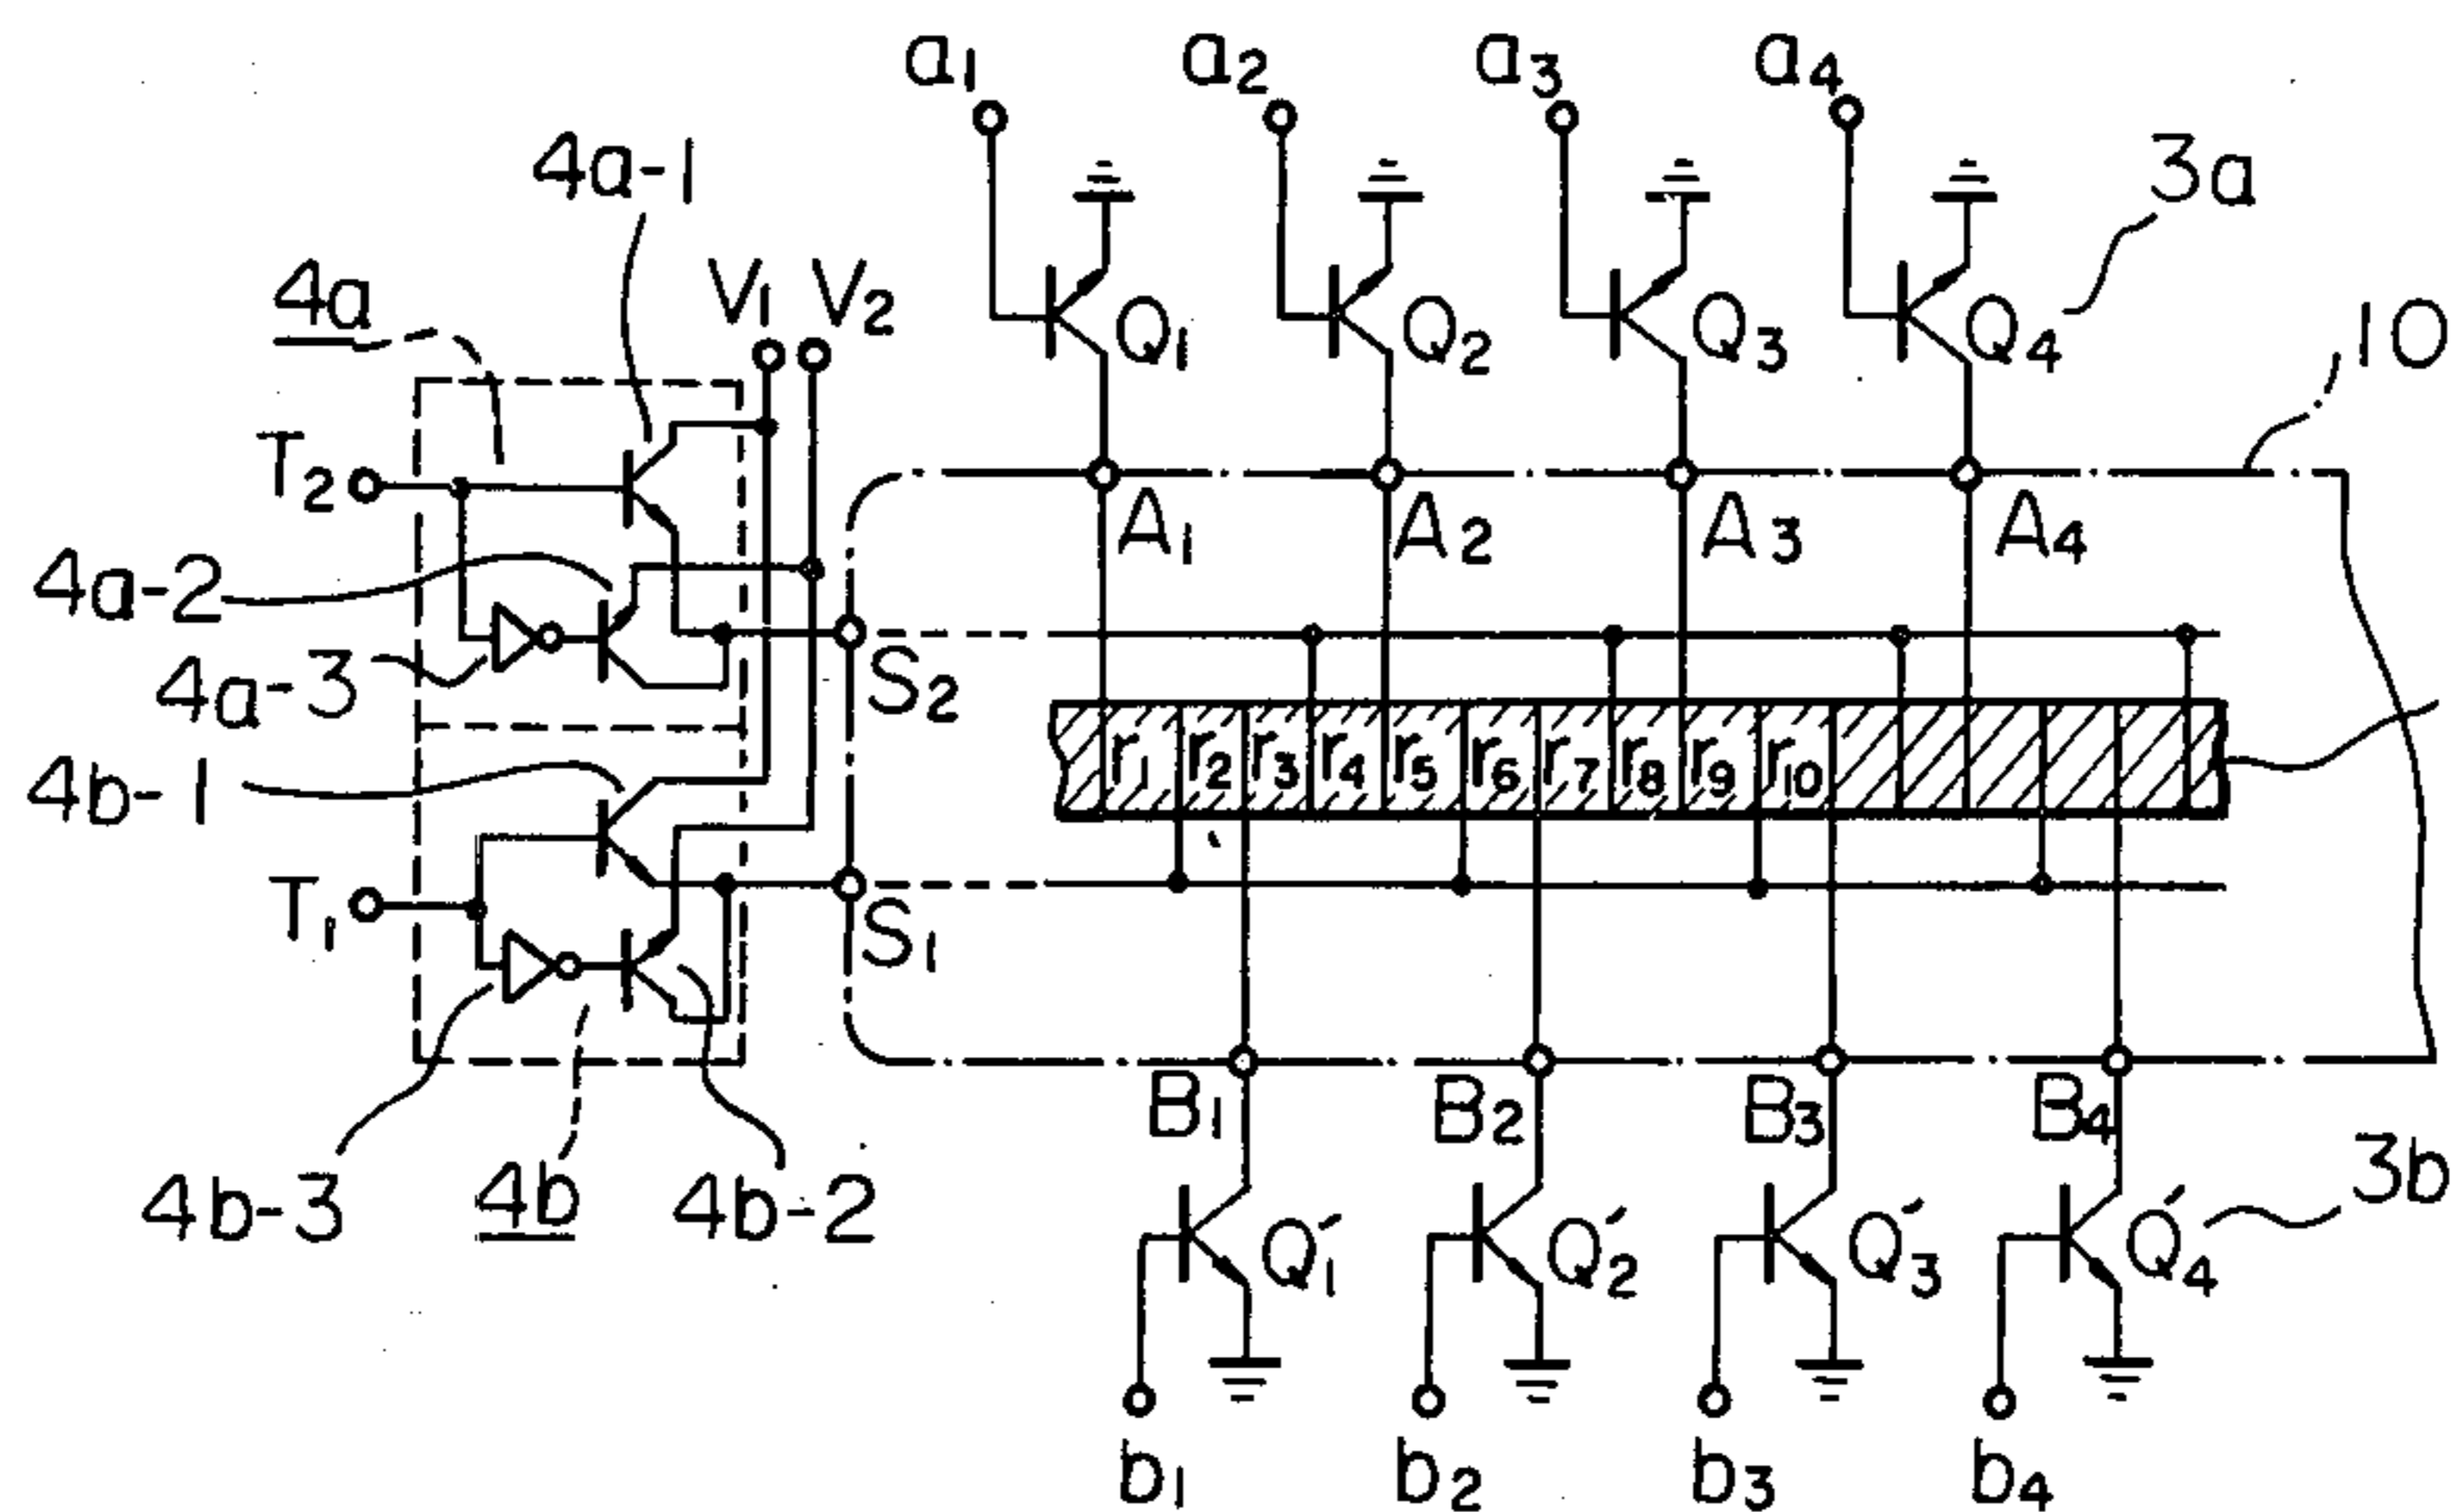 a1 a2 a3 a4
4a-1 3a
4a V1 V2
Q1 Q2 Q3 Q4 10
T2
A1 A2 A3 A4
4a-2
4a-3 S2
r1 r2 r3 r4 r5 r6 r7 r8 r9 r10
4b-1
T1 S1
B1 B2 B3 B4
4b-3 4b 4b-2 3b
Q'1 Q'2 Q'3 Q'4
b1 b2 b3 b4